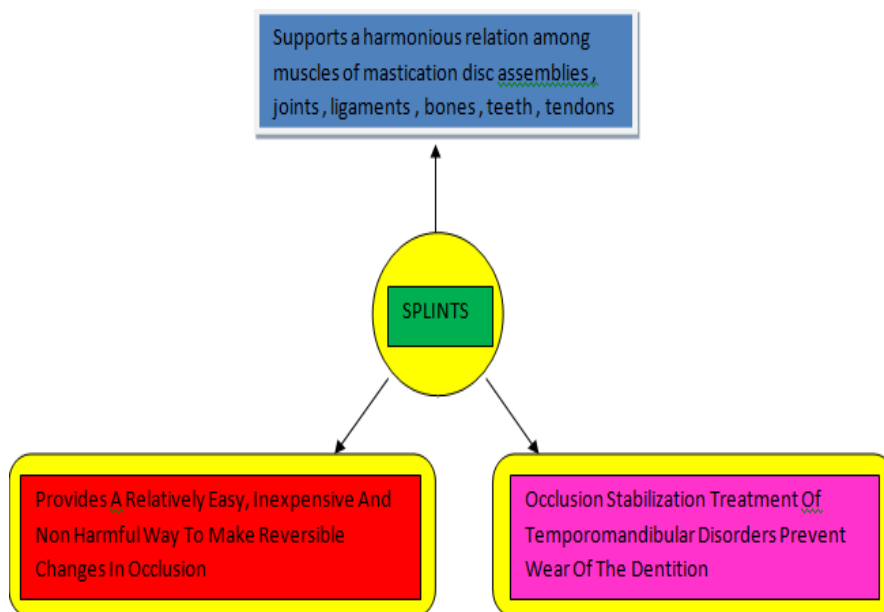 Supports a harmonious relation among
muscles of mastication disc assemblies ,
joints , ligaments , bones , teeth , tendons
SPLINTS
Provides A Relatively Easy, Inexpensive And
Non Harmful Way To Make Reversible
Changes In Occlusion
Occlusion Stabilization Treatment Of
Temporomandibular Disorders Prevent
Wear Of The Dentition